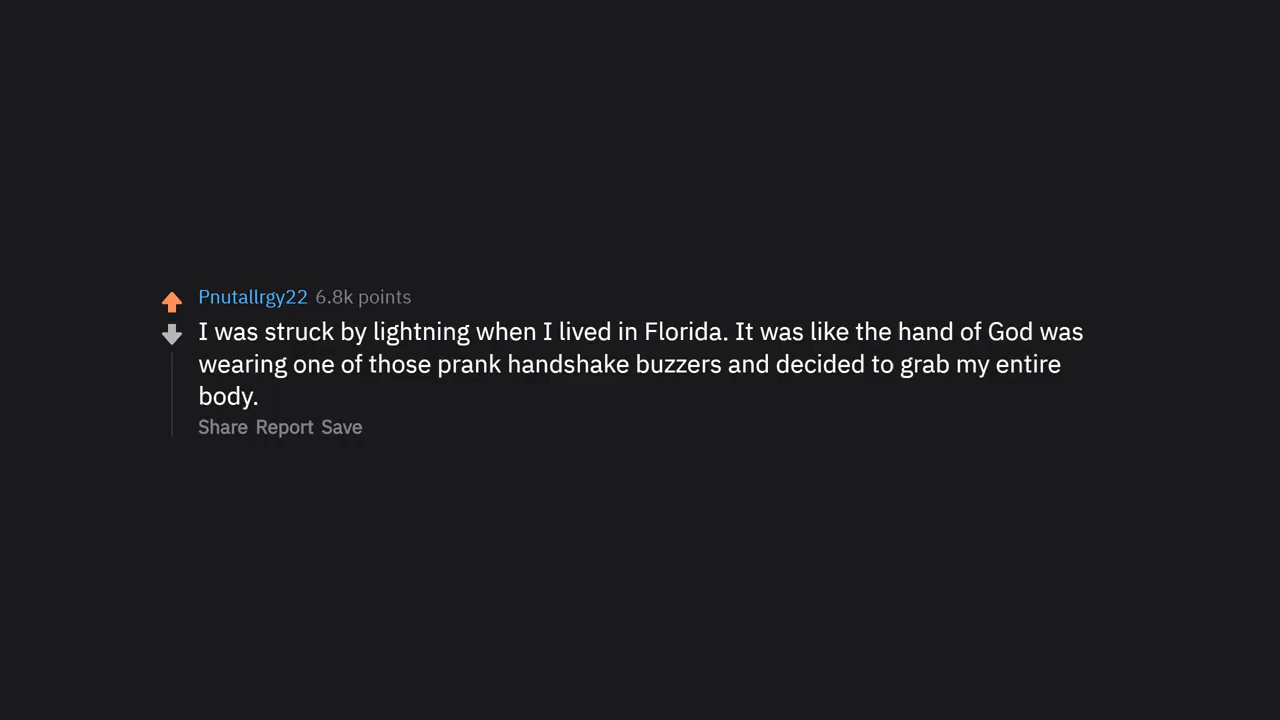 Pnutallrgy22 6.8k points
I was struck by lightning when I lived in Florida. It was like the hand of God was
wearing one of those prank handshake buzzers and decided to grab my entire
body.
Share Report Save